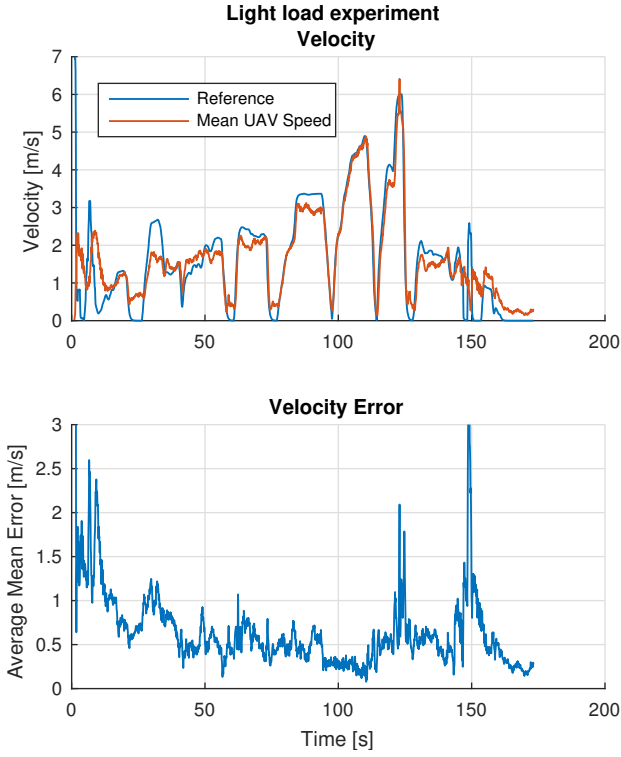 Light load experiment
Velocity
Velocity [m/s]
7
6
5
4
3
2
1
0
Reference
Mean UAV Speed
0 50 100 150 200
Velocity Error
Average Mean Error [m/s]
3
2.5
2
1.5
1
0.5
0
0 50 100 150 200
Time [s]